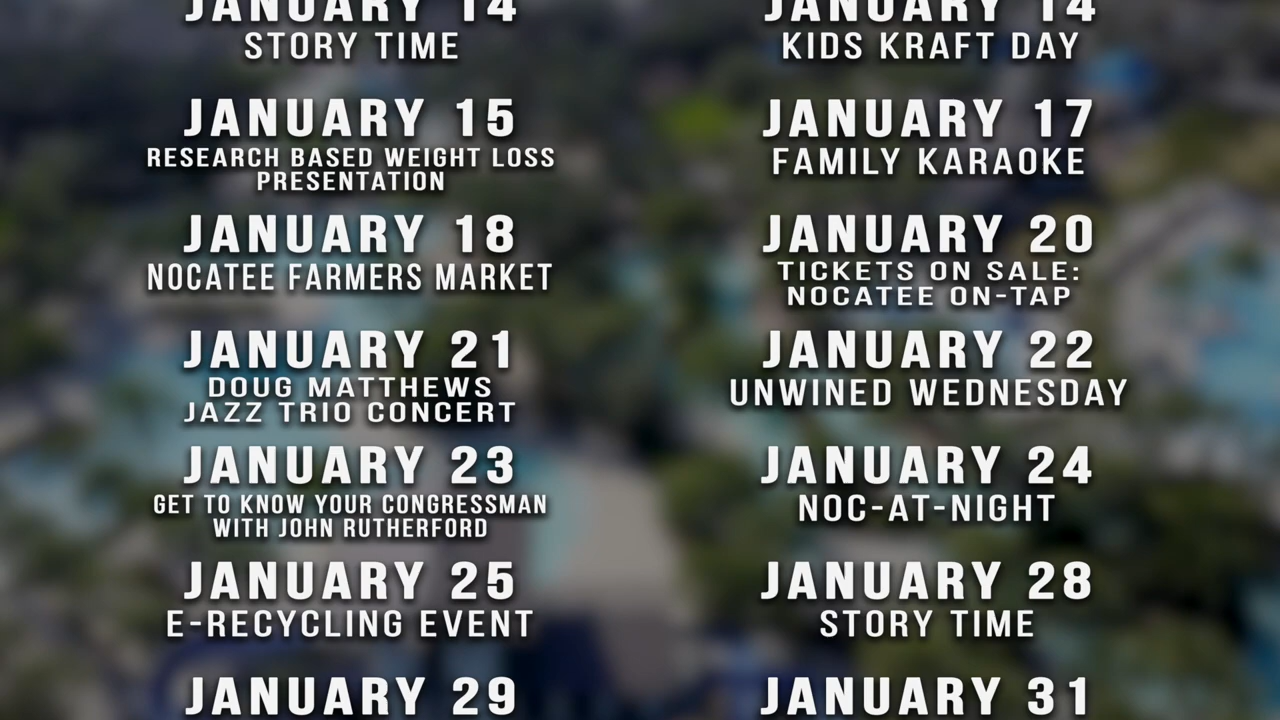 JANUARY 14
STORY TIME
JANUARY 14
KIDS KRAFT DAY
JANUARY 15
RESEARCH BASED WEIGHT LOSS
PRESENTATION
JANUARY 17
FAMILY KARAOKE
JANUARY 18
NOCATEE FARMERS MARKET
JANUARY 20
TICKETS ON SALE:
NOCATEE ON-TAP
JANUARY 21
DOUG MATTHEWS
JAZZ TRIO CONCERT
JANUARY 22
UNWINED WEDNESDAY
JANUARY 23
GET TO KNOW YOUR CONGRESSMAN
WITH JOHN RUTHERFORD
JANUARY 24
NOC-AT-NIGHT
JANUARY 25
E-RECYCLING EVENT
JANUARY 28
STORY TIME
JANUARY 29
JANUARY 31